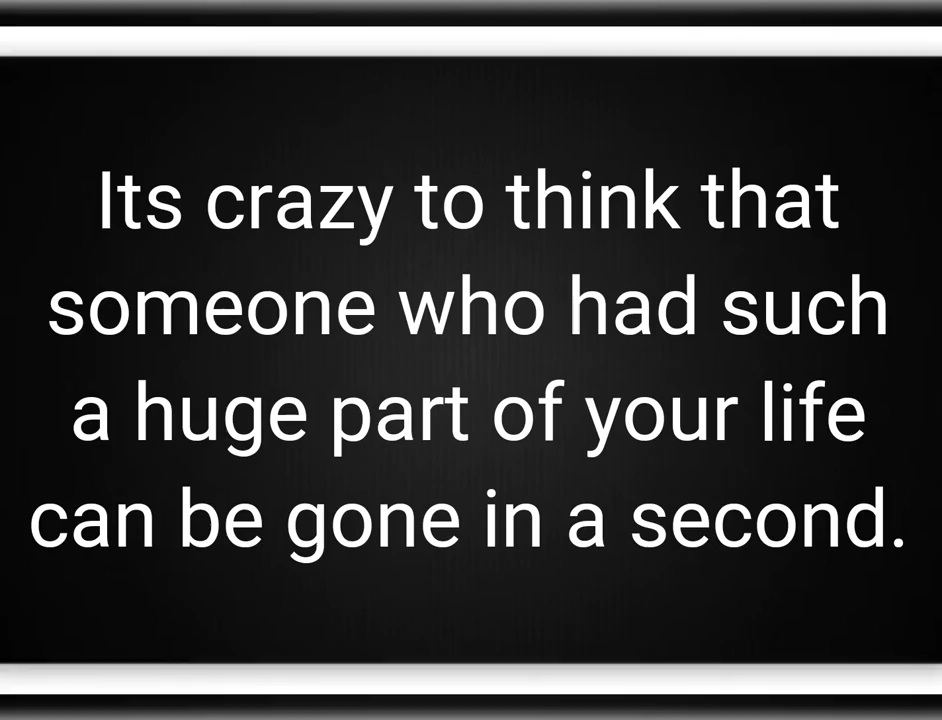 Its crazy to think that
someone who had such
a huge part of your life
can be gone in a second.